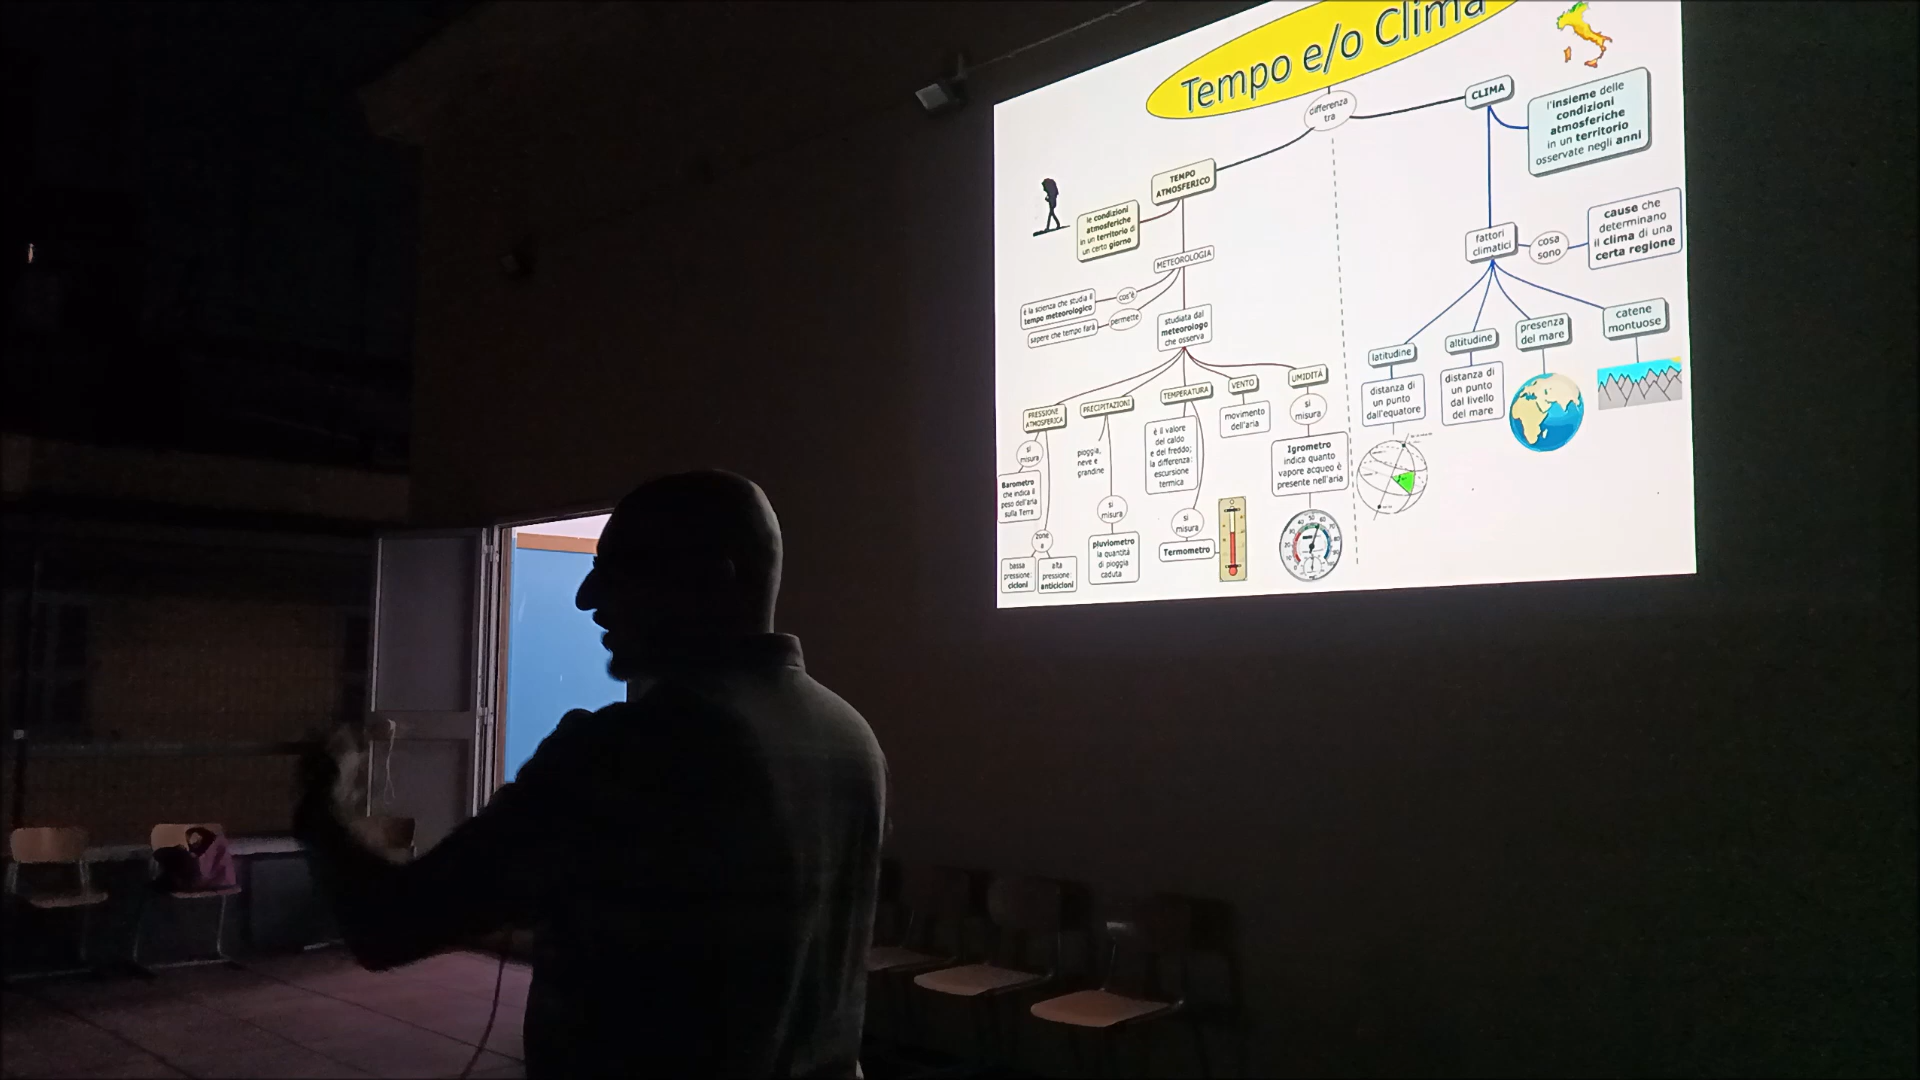 Tempo e/o Clima
differenza
tra
CLIMA
l'insieme delle
condizioni
atmosferiche
in un territorio
osservate negli anni
TEMPO
ATMOSFERICO
le condizioni
atmosferiche
in un territorio di
un certo giorno
METEOROLOGIA
cos'è
è la scienza che studia il
tempo meteorologico
permette
sapere che tempo farà
studiata dal
meteorologo
che osserva
PRESSIONE
ATMOSFERICA
si
misura
Barometro
che indica il
peso dell'aria
sulla Terra
zone
a
bassa
pressione:
cicloni
alta
pressione:
anticicloni
PRECIPITAZIONI
pioggia,
neve e
grandine
si
misura
pluviometro
la quantità
di pioggia
caduta
TEMPERATURA
è il valore
del caldo
e del freddo;
la differenza:
escursione
termica
si
misura
Termometro
VENTO
movimento
dell'aria
UMIDITÀ
si
misura
Igrometro
indica quanto
vapore acqueo è
presente nell'aria
fattori
climatici
cosa
sono
cause che
determinano
il clima di una
certa regione
latitudine
distanza di
un punto
dall'equatore
altitudine
distanza di
un punto
dal livello
del mare
presenza
del mare
catene
montuose